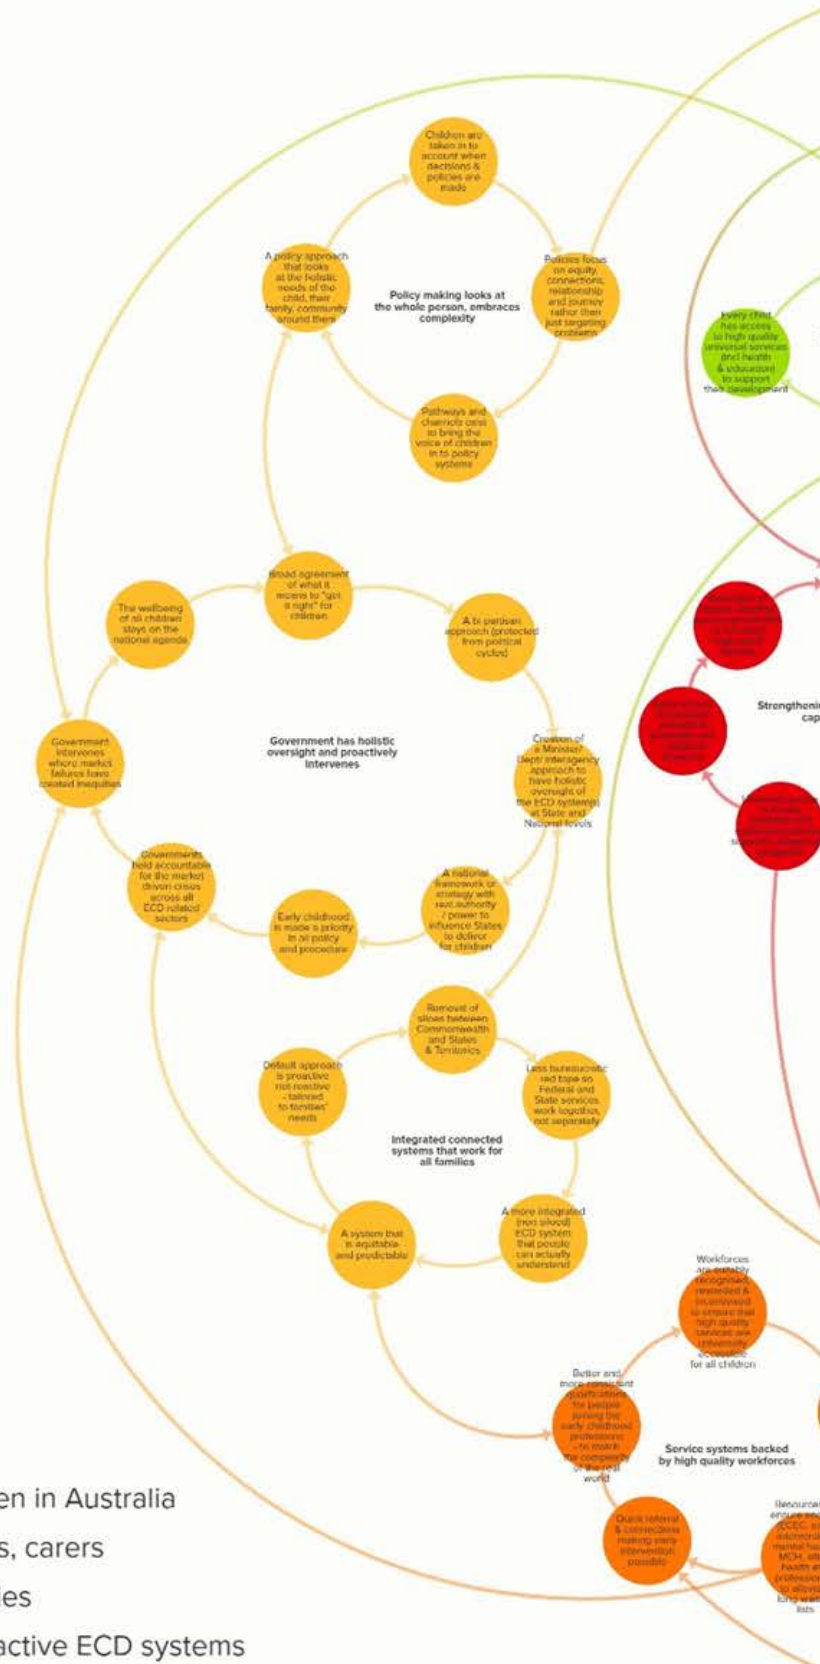 Children are
taken in to
account when
decisions &
policies are
made
A policy approach
that looks
at the holistic
needs of the
child, their
family, community
around them
Policy making looks at
the whole person, embraces
complexity
Policies focus
on equity,
connections,
relationship
and journey
rather than
just targeting
problems
Every child
has access
to high quality
universal services
(incl health
& education)
to support
their development
Pathways and
channels exist
to bring the
voice of children
in to policy
systems
Broad agreement
of what it
means to "get
it right" for
children
The wellbeing
of all children
stays on the
national agenda
A bi-partisan
approach (protected
from political
cycles)
Strengthenin
cap
Government
intervenes
where market
failures have
created inequities
Government has holistic
oversight and proactively
intervenes
Creation of
a Minister/
Dept/ Interagency
approach to
have holistic
oversight of
the ECD system(s)
at State and
National levels
Governments
held accountable
for the market
driven crises
across all
ECD related
sectors
Early childhood
is made a priority
in all policy
and procedure
A national
framework or
strategy with
real authority
/ power to
influence States
to deliver
for children
Removal of
siloes between
Commonwealth
and States
& Territories
Default approach
is proactive
not reactive
- tailored
to families'
needs
Less bureaucratic
red tape so
Federal and
State services
work together,
not separately
Integrated connected
systems that work for
all families
A system that
is equitable
and predictable
A more integrated
(non siloed)
ECD system
that people
can actually
understand
Workforces
are suitably
recognised,
rewarded &
to ensure that
high quality
services are
universally
accessible
for all children
Better and
more consistent
qualifications
for people
joining the
early childhood
professions
- to match
the complexity
of the real
world
Service systems backed
by high quality workforces
Quick referral
& connections
making early
intervention
possible
Resources
ensure
mental
MCH,
health
to
long wait
lists
en in Australia
s, carers
ies
active ECD systems